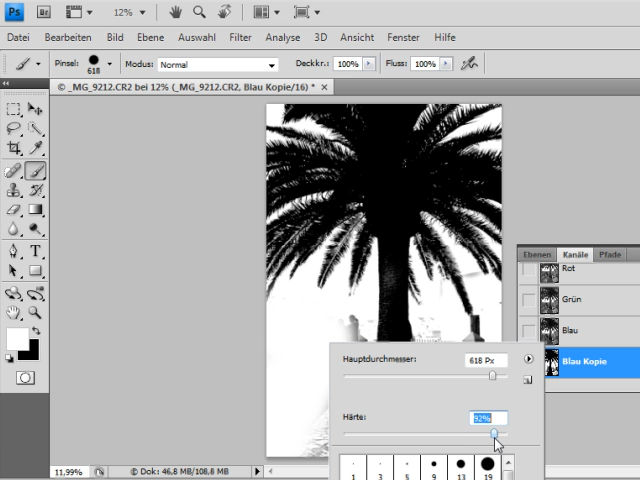 Ps Br 12%
Datei Bearbeiten Bild Ebene Auswahl Filter Analyse 3D Ansicht Fenster Hilfe
Pinsel: 618 Modus: Normal Deckkr.: 100% Fluss: 100%
© _MG_9212.CR2 bei 12% (_MG_9212.CR2, Blau Kopie/16) * ×
T
Ebenen Kanäle Pfade
Rot
Grün
Blau
Blau Kopie
Hauptdurchmesser: 618 Px
Härte: 92%
1 3 5 9 13 19
11,99% © Dok: 46,8 MB/108,8 MB